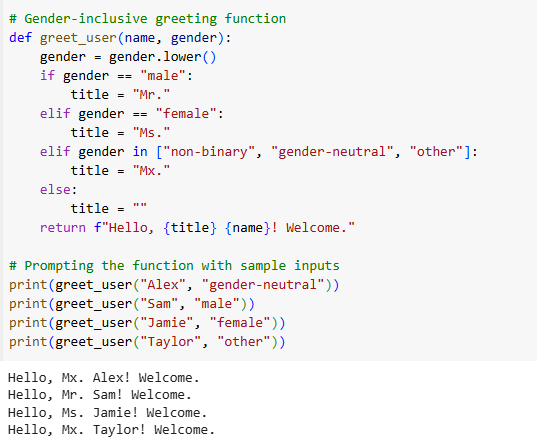 # Gender-inclusive greeting function
def greet_user(name, gender):
    gender = gender.lower()
    if gender == "male":
        title = "Mr."
    elif gender == "female":
        title = "Ms."
    elif gender in ["non-binary", "gender-neutral", "other"]:
        title = "Mx."
    else:
        title = ""
    return f"Hello, {title} {name}! Welcome."
# Prompting the function with sample inputs
print(greet_user("Alex", "gender-neutral"))
print(greet_user("Sam", "male"))
print(greet_user("Jamie", "female"))
print(greet_user("Taylor", "other"))
Hello, Mx. Alex! Welcome.
Hello, Mr. Sam! Welcome.
Hello, Ms. Jamie! Welcome.
Hello, Mx. Taylor! Welcome.